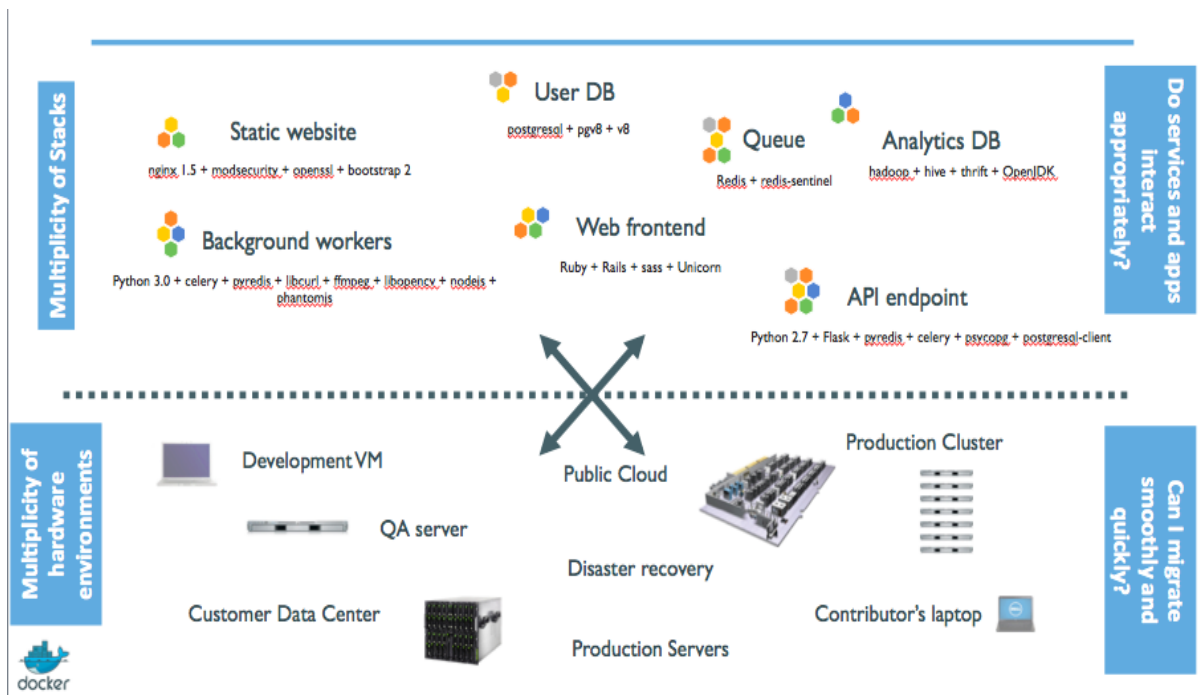 Multiplicity of Stacks
Static website
nginx 1.5 + modsecurity + openssl + bootstrap 2
User DB
postgresql + pgv8 + v8
Queue
Redis + redis-sentinel
Analytics DB
hadoop + hive + thrift + OpenJDK
Background workers
Python 3.0 + celery + pyredis + libcurl + ffmpeg + libopencv + nodejs +
phantomjs
Web frontend
Ruby + Rails + sass + Unicorn
API endpoint
Python 2.7 + Flask + pyredis + celery + psycopg + postgresql-client
Do services and apps
interact
appropriately?
Multiplicity of
hardware
environments
Development VM
QA server
Customer Data Center
Public Cloud
Disaster recovery
Production Servers
Production Cluster
Contributor's laptop
DELL
Can I migrate
smoothly and
quickly?
docker